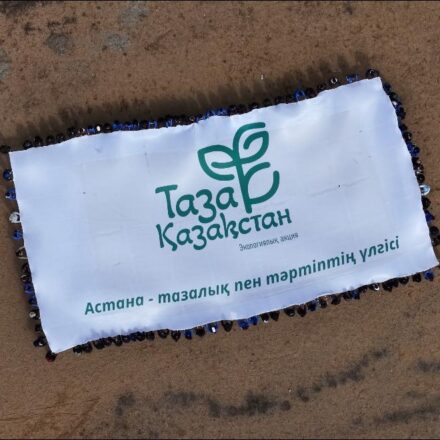 Таза
Қазақстан
Экологиялық акция
Астана - тазалық пен тәртіптің үлгісі